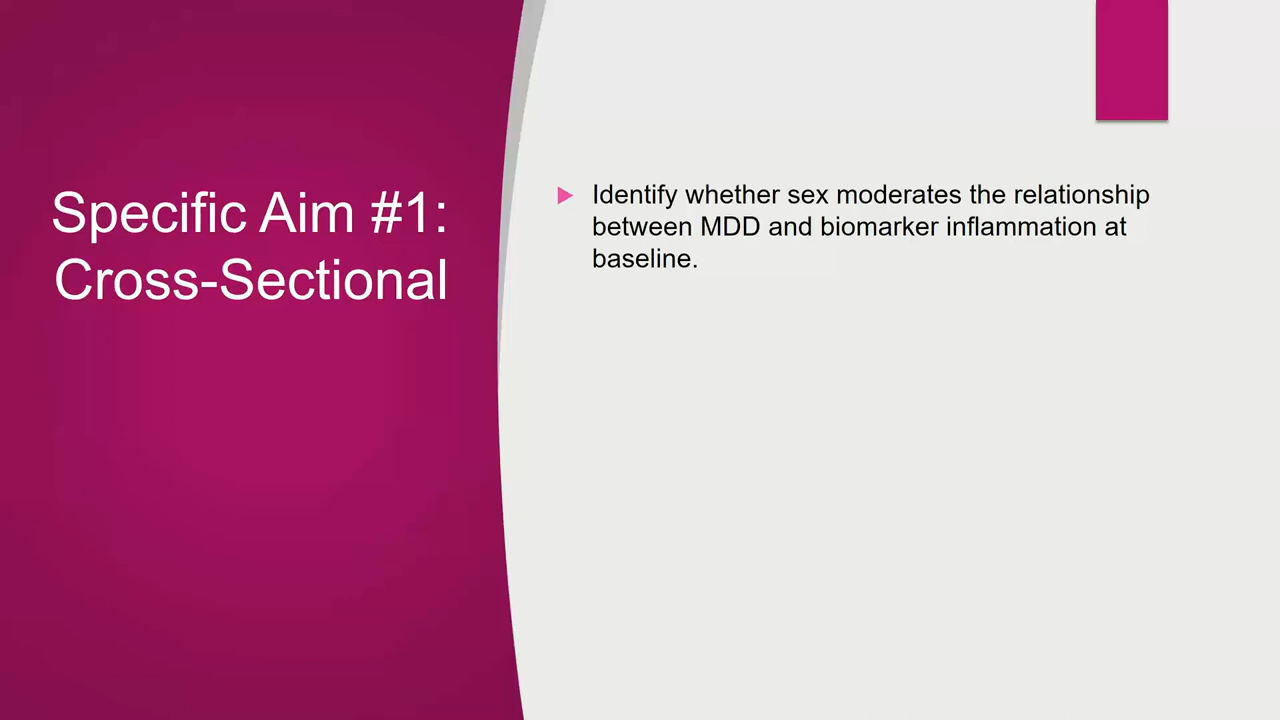 Specific Aim #1:
Cross-Sectional
Identify whether sex moderates the relationship
between MDD and biomarker inflammation at
baseline.